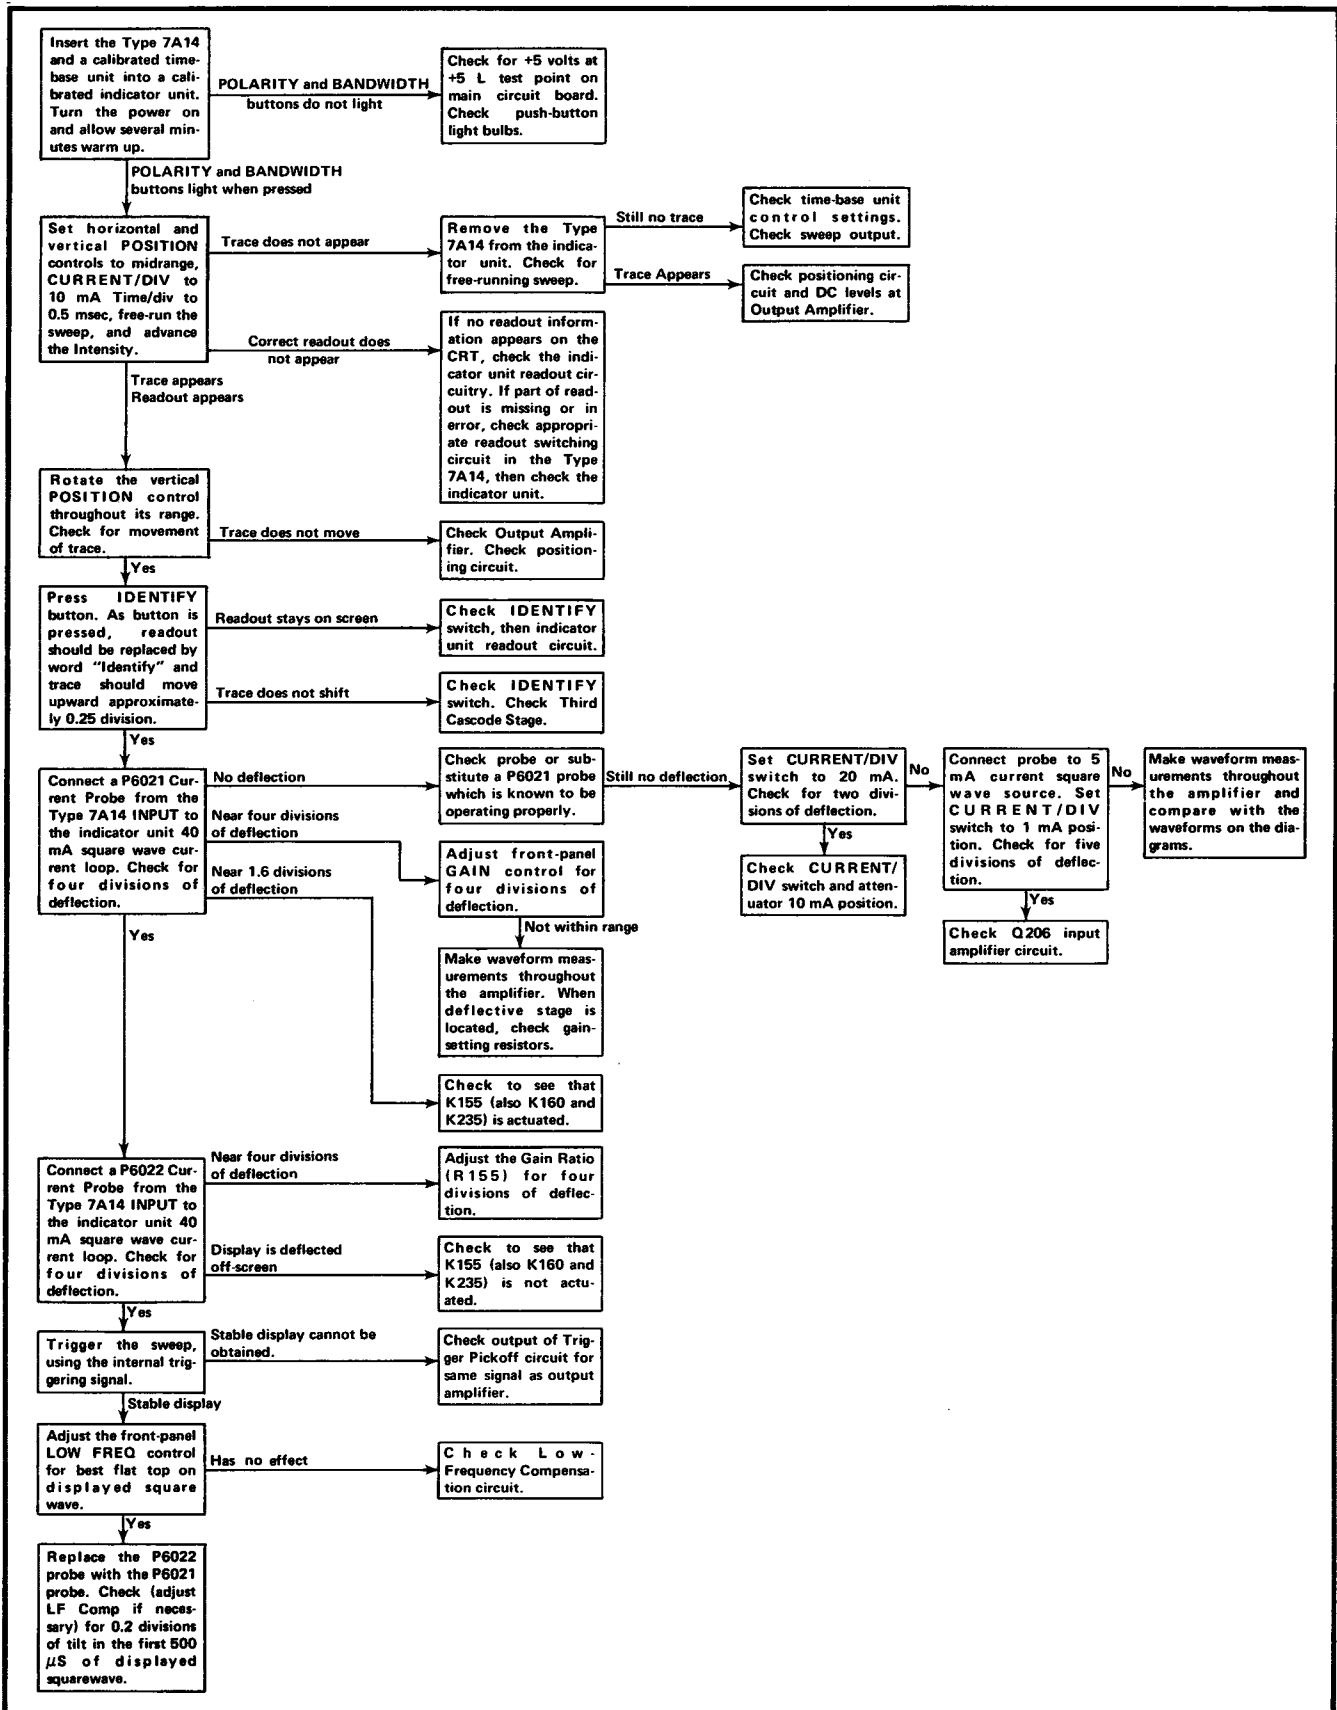 Insert the Type 7A14
and a calibrated time-
base unit into a cali-
brated indicator unit.
Turn the power on
and allow several min-
utes warm up.
POLARITY and BANDWIDTH
buttons do not light
Check for +5 volts at
+5 L test point on
main circuit board.
Check push-button
light bulbs.
POLARITY and BANDWIDTH
buttons light when pressed
Set horizontal and
vertical POSITION
controls to midrange,
CURRENT/DIV to
10 mA Time/div to
0.5 msec, free-run the
sweep, and advance
the Intensity.
Trace does not appear
Remove the Type
7A14 from the indica-
tor unit. Check for
free-running sweep.
Still no trace
Check time-base unit
control settings.
Check sweep output.
Trace Appears
Check positioning cir-
cuit and DC levels at
Output Amplifier.
Correct readout does
not appear
If no readout inform-
ation appears on the
CRT, check the indi-
cator unit readout cir-
cuitry. If part of read-
out is missing or in
error, check appropri-
ate readout switching
circuit in the Type
7A14, then check the
indicator unit.
Trace appears
Readout appears
Rotate the vertical
POSITION control
throughout its range.
Check for movement
of trace.
Trace does not move
Check Output Ampli-
fier. Check position-
ing circuit.
Yes
Press IDENTIFY
button. As button is
pressed, readout
should be replaced by
word "Identify" and
trace should move
upward approximate-
ly 0.25 division.
Readout stays on screen
Check IDENTIFY
switch, then indicator
unit readout circuit.
Trace does not shift
Check IDENTIFY
switch. Check Third
Cascode Stage.
Yes
Connect a P6021 Cur-
rent Probe from the
Type 7A14 INPUT to
the indicator unit 40
mA square wave cur-
rent loop. Check for
four divisions of
deflection.
No deflection
Check probe or sub-
stitute a P6021 probe
which is known to be
operating properly.
Still no deflection
Set CURRENT/DIV
switch to 20 mA.
Check for two divi-
sions of deflection.
No
Connect probe to 5
mA current square
wave source. Set
CURRENT/DIV
switch to 1 mA posi-
tion. Check for five
divisions of deflec-
tion.
No
Make waveform meas-
urements throughout
the amplifier and
compare with the
waveforms on the dia-
grams.
Yes
Check CURRENT/
DIV switch and atten-
uator 10 mA position.
Yes
Check Q206 input
amplifier circuit.
Near four divisions
of deflection
Adjust front-panel
GAIN control for
four divisions of
deflection.
Not within range
Make waveform meas-
urements throughout
the amplifier. When
deflective stage is
located, check gain-
setting resistors.
Near 1.6 divisions
of deflection
Check to see that
K155 (also K160 and
K235) is actuated.
Yes
Connect a P6022 Cur-
rent Probe from the
Type 7A14 INPUT to
the indicator unit 40
mA square wave cur-
rent loop. Check for
four divisions of
deflection.
Near four divisions
of deflection
Adjust the Gain Ratio
(R155) for four
divisions of deflec-
tion.
Display is deflected
off-screen
Check to see that
K155 (also K160 and
K235) is not actu-
ated.
Yes
Trigger the sweep,
using the internal trig-
gering signal.
Stable display cannot be
obtained.
Check output of Trig-
ger Pickoff circuit for
same signal as output
amplifier.
Stable display
Adjust the front-panel
LOW FREQ control
for best flat top on
displayed square
wave.
Has no effect
Check Low-
Frequency Compensa-
tion circuit.
Yes
Replace the P6022
probe with the P6021
probe. Check (adjust
LF Comp if neces-
sary) for 0.2 divisions
of tilt in the first 500
μS of displayed
squarewave.